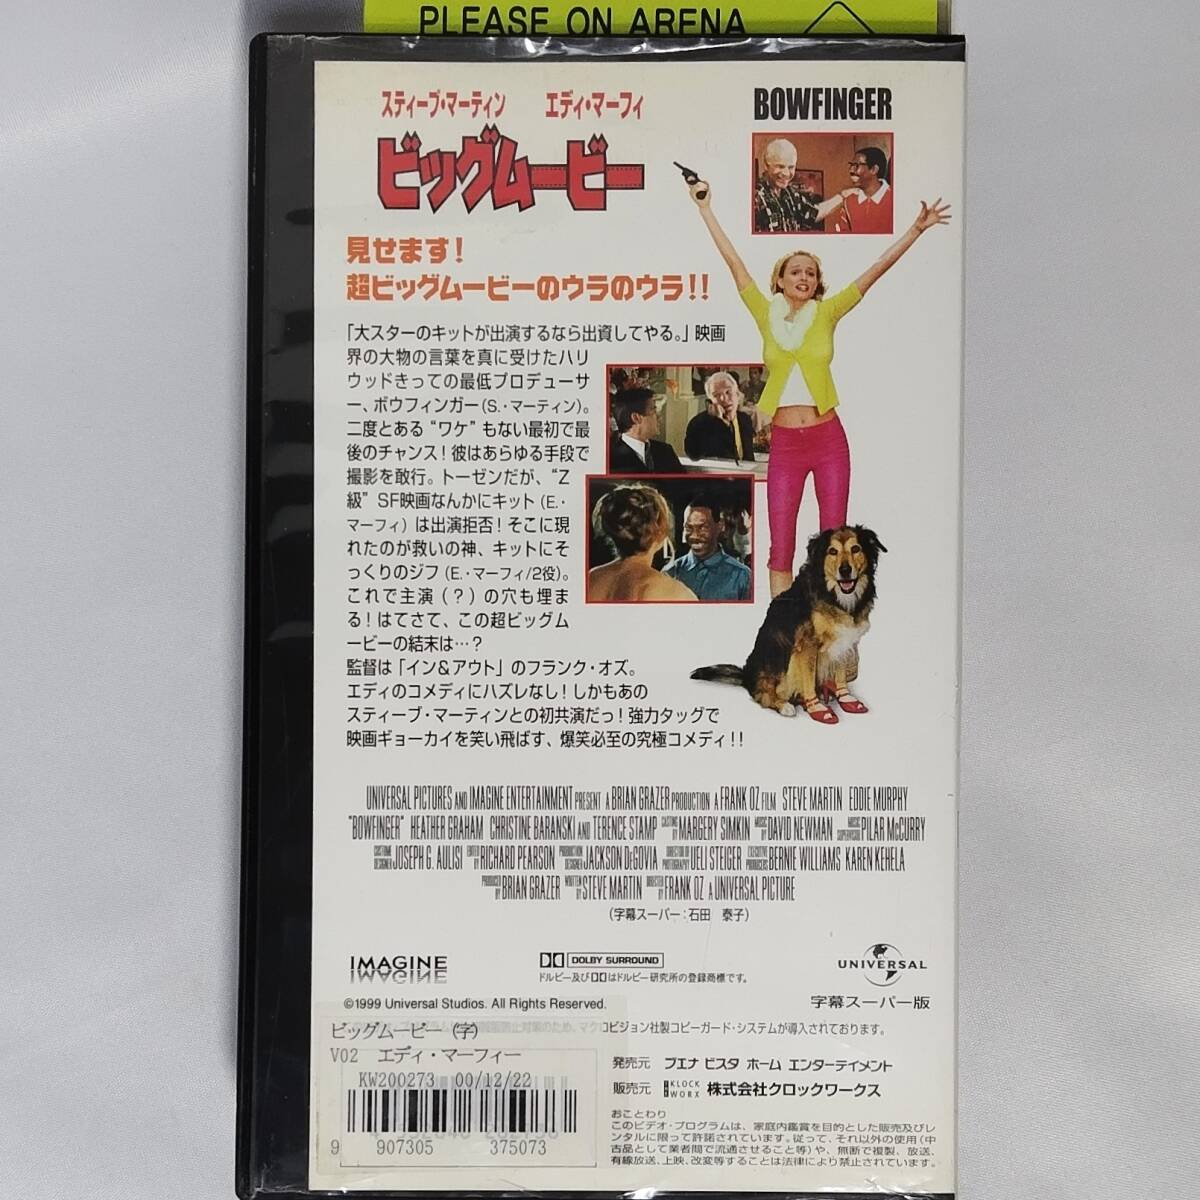 PLEASE ON ARENA
スティーブ・マーティン エディ・マーフィ
BOWFINGER
ビッグムービー
見せます!
超ビッグムービーのウラのウラ!!
「大スターのキットが出演するなら出資してやる。」映画
界の大物の言葉を真に受けたハリ
ウッドきっての最低プロデューサ
ー、ボウフィンガー(S.・マーティン)。
二度とある“ワケ”もない最初で最
後のチャンス!彼はあらゆる手段で
撮影を敢行。トーゼンだが、“Z
級”SF映画なんかにキット(E.・
マーフィ)は出演拒否!そこに現
れたのが救いの神、キットにそ
っくりのジフ(E.・マーフィ/2役)。
これで主演(?)の穴も埋ま
る!はてさて、この超ビッグム
ービーの結末は…?
監督は「イン&アウト」のフランク・オズ。
エディのコメディにハズレなし!しかもあの
スティーブ・マーティンとの初共演だっ!強力タッグで
映画ギョーカイを笑い飛ばす、爆笑必至の究極コメディ!!
UNIVERSAL PICTURES AND IMAGINE ENTERTAINMENT PRESENT A BRIAN GRAZER PRODUCTION A FRANK OZ FILM STEVE MARTIN EDDIE MURPHY
"BOWFINGER" HEATHER GRAHAM CHRISTINE BARANSKI AND TERENCE STAMP CASTING BY MARGERY SIMKIN MUSIC BY DAVID NEWMAN MUSIC SUPERVISOR PILAR McCURRY
COSTUME DESIGNER JOSEPH G. AULISI EDITED BY RICHARD PEARSON PRODUCTION DESIGNER JACKSON DeGOVIA DIRECTOR OF PHOTOGRAPHY UELI STEIGER EXECUTIVE PRODUCERS BERNIE WILLIAMS KAREN KEHELA
PRODUCED BY BRIAN GRAZER WRITTEN BY STEVE MARTIN DIRECTED BY FRANK OZ A UNIVERSAL PICTURE
(字幕スーパー:石田 泰子)
IMAGINE
DOLBY SURROUND
ドルビー及びDDはドルビー研究所の登録商標です。
UNIVERSAL
字幕スーパー版
©1999 Universal Studios. All Rights Reserved.
ため、マクロビジョン社製コピーガード・システムが導入されております。
ビッグムービー (字)
V02 エディ・マーフィー
KW200273 00/12/22
9 907305 375073
発売元 ブエナ ビスタ ホーム エンターテイメント
販売元 KLOCK WORX 株式会社クロックワークス
おことわり
このビデオ・プログラムは、家庭内鑑賞を目的とした販売及びレ
ンタルに限って許諾されています。従って、それ以外の使用(中
古品として業者間で流通させること等)や、無断で複製、放送、
有線放送、上映、改変等することは法律により禁止されています。